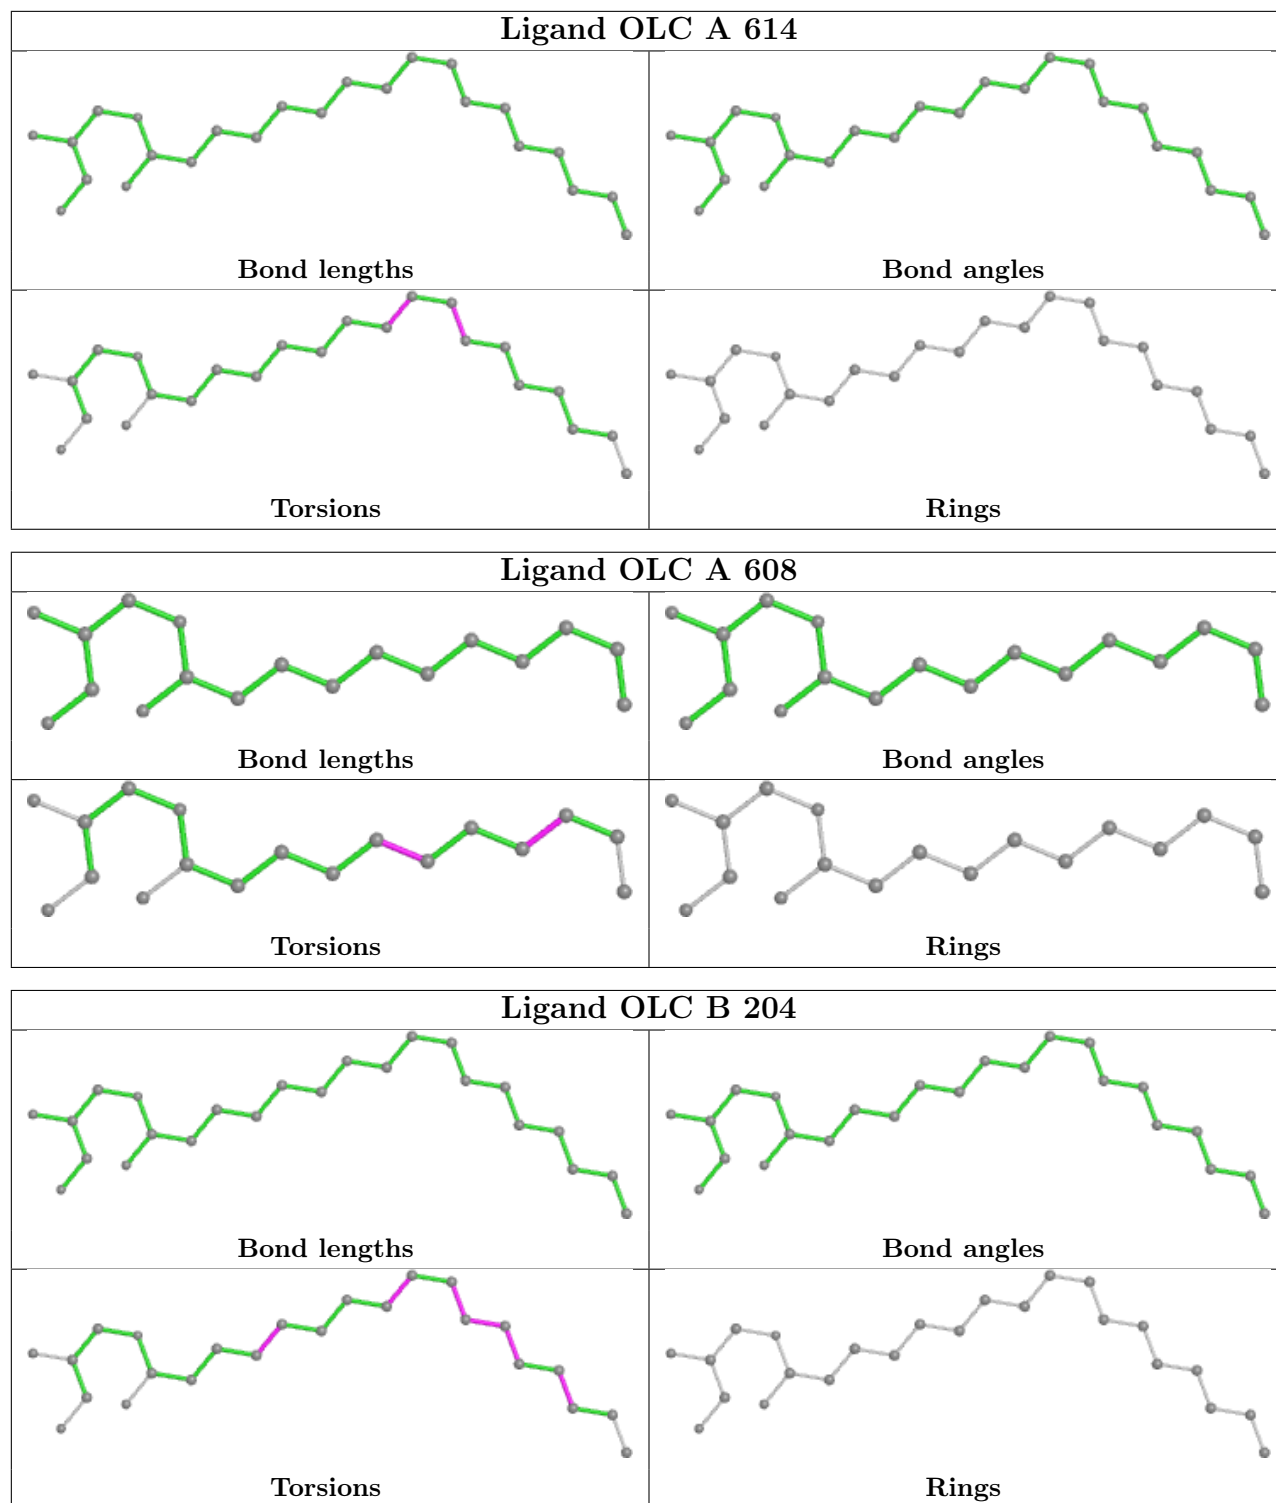 Ligand OLC A 614
Bond lengths
Bond angles
Torsions
Rings
Ligand OLC A 608
Bond lengths
Bond angles
Torsions
Rings
Ligand OLC B 204
Bond lengths
Bond angles
Torsions
Rings